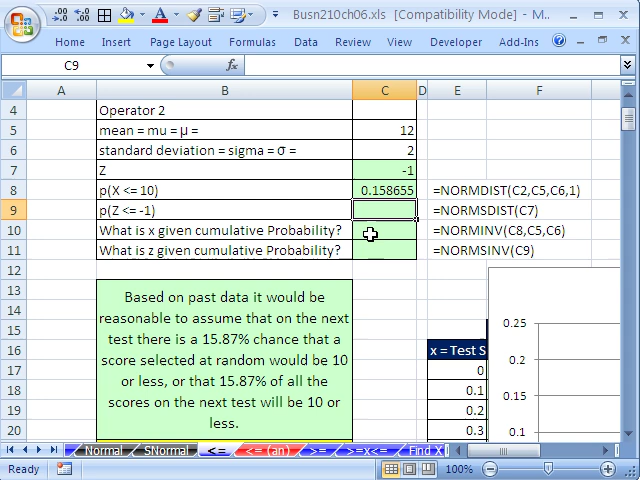 Busn210ch06.xls [Compatibility Mode] - M...
Home Insert Page Layout Formulas Data Review View Developer Add-Ins
C9 fx
A B C D E F
4 Operator 2
5 mean = mu = µ = 12
6 standard deviation = sigma = σ = 2
7 Z -1
8 p(X <= 10) 0.158655 =NORMDIST(C2,C5,C6,1)
9 p(Z <= -1) =NORMSDIST(C7)
10 What is x given cumulative Probability? =NORMINV(C8,C5,C6)
11 What is z given cumulative Probability? =NORMSINV(C9)
12
13 Based on past data it would be
14 reasonable to assume that on the next
15 test there is a 15.87% chance that a 0.25
16 score selected at random would be 10 x = Test S 0.2
17 or less, or that 15.87% of all the 0
18 scores on the next test will be 10 or 0.1 0.15
19 less. 0.2
20 0.3 0.1
Normal SNormal <= <= (an) >= >=x<= Find X
Ready 100%